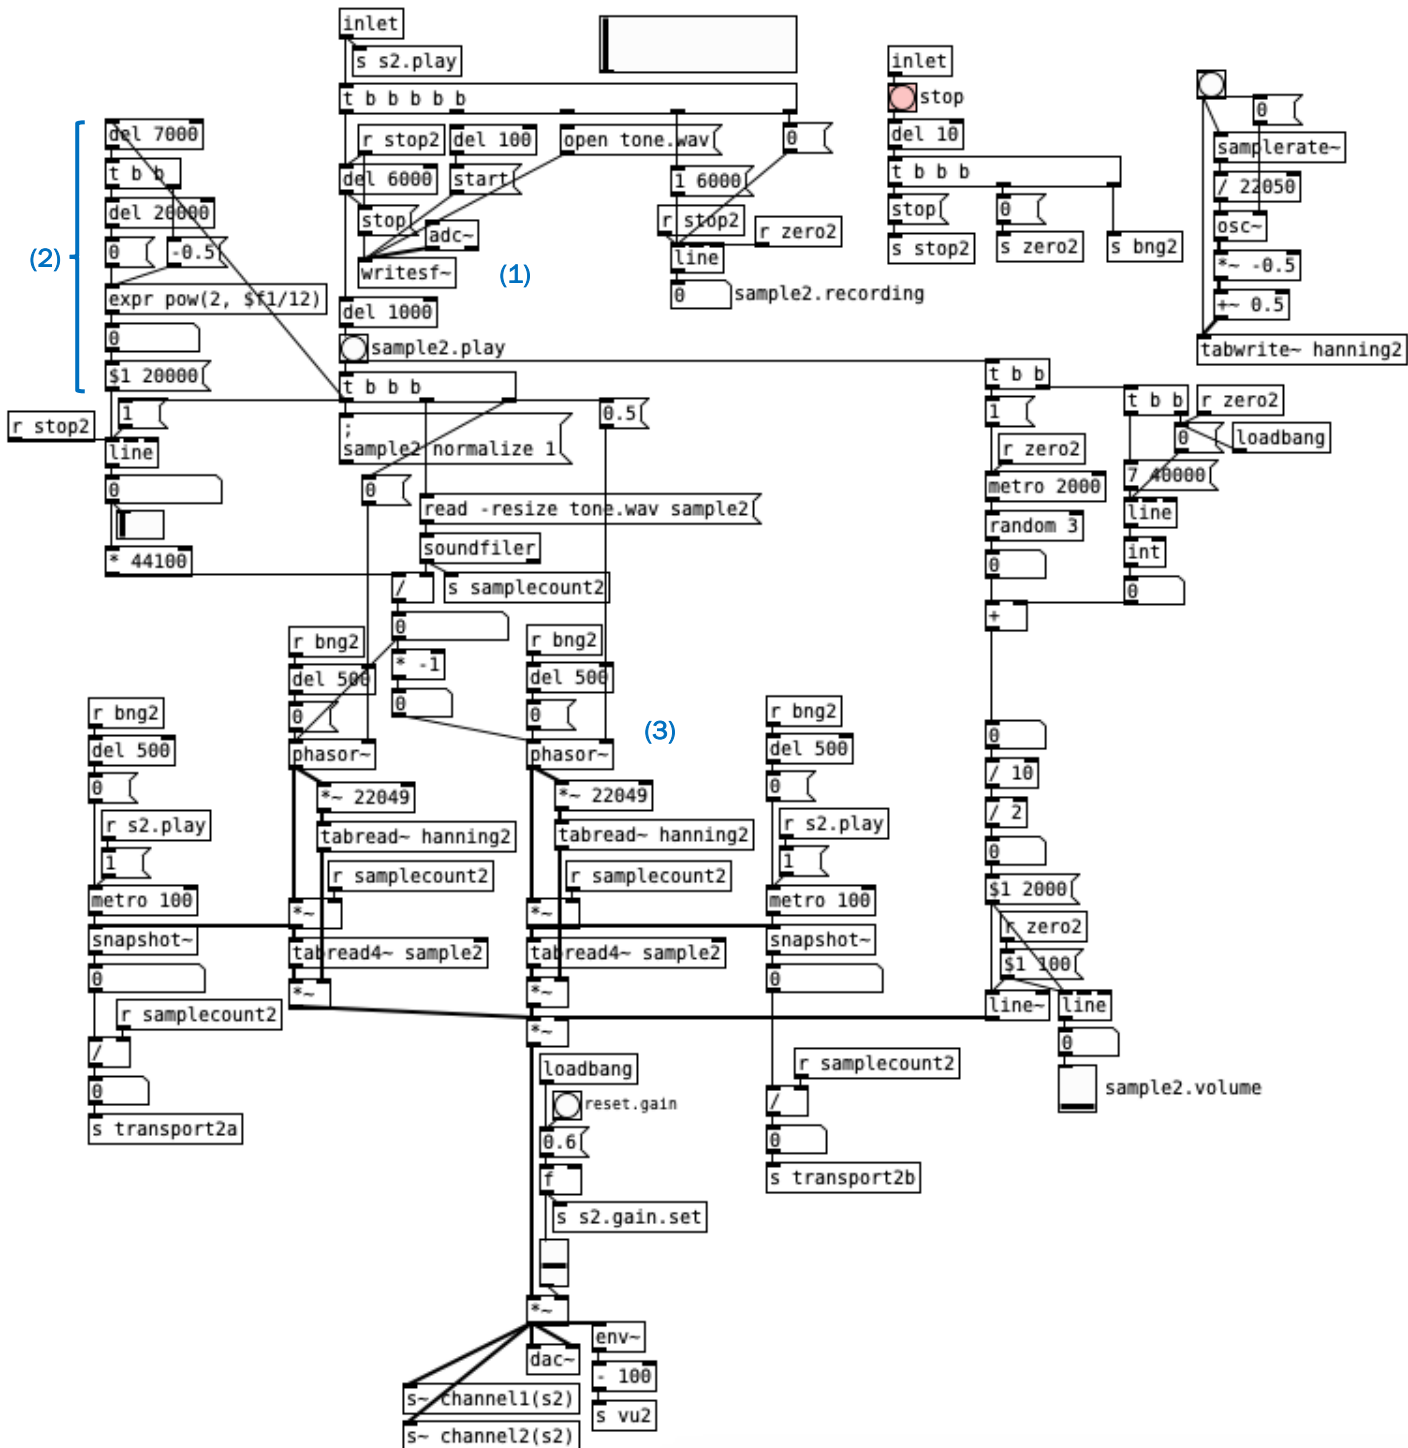 inlet
s s2.play
t b b b b b
r stop2
del 100
open tone.wav
0
del 6000
start
1 6000
stop
adc~
r stop2
r zero2
writesf~
(1)
line
0
sample2.recording
del 1000
sample2.play
t b b b
;
sample2 normalize 1
0.5
0
read -resize tone.wav sample2
soundfiler
s samplecount2
/
0
* -1
0
(2)
del 7000
t b b
del 20000
0
-0.5
expr pow(2, $f1/12)
0
$1 20000
1
r stop2
line
0
* 44100
inlet
stop
del 10
t b b b
stop
0
s stop2
s zero2
s bng2
0
samplerate~
/ 22050
osc~
*~ -0.5
+~ 0.5
tabwrite~ hanning2
t b b
1
r zero2
metro 2000
random 3
0
+
t b b
r zero2
0
loadbang
7 40000
line
int
0
0
/ 10
/ 2
0
$1 2000
r zero2
$1 100
line~
line
0
sample2.volume
r bng2
del 500
0
r s2.play
1
metro 100
snapshot~
0
r samplecount2
/
0
s transport2a
r bng2
del 500
0
phasor~
*~ 22049
tabread~ hanning2
r samplecount2
*~
tabread4~ sample2
*~
r bng2
del 500
0
(3)
phasor~
*~ 22049
tabread~ hanning2
r samplecount2
*~
tabread4~ sample2
*~
*~
r bng2
del 500
0
r s2.play
1
metro 100
snapshot~
0
r samplecount2
/
0
s transport2b
loadbang
reset.gain
0.6
f
s s2.gain.set
*~
env~
dac~
- 100
s~ channel1(s2)
s vu2
s~ channel2(s2)